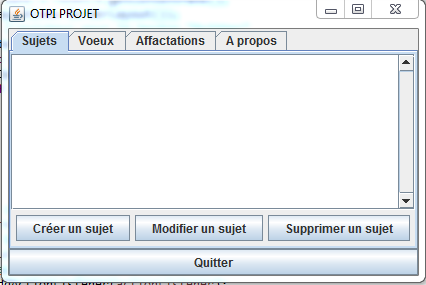 OTPI PROJET
Sujets Voeux Affactations A propos
Créer un sujet Modifier un sujet Supprimer un sujet
Quitter